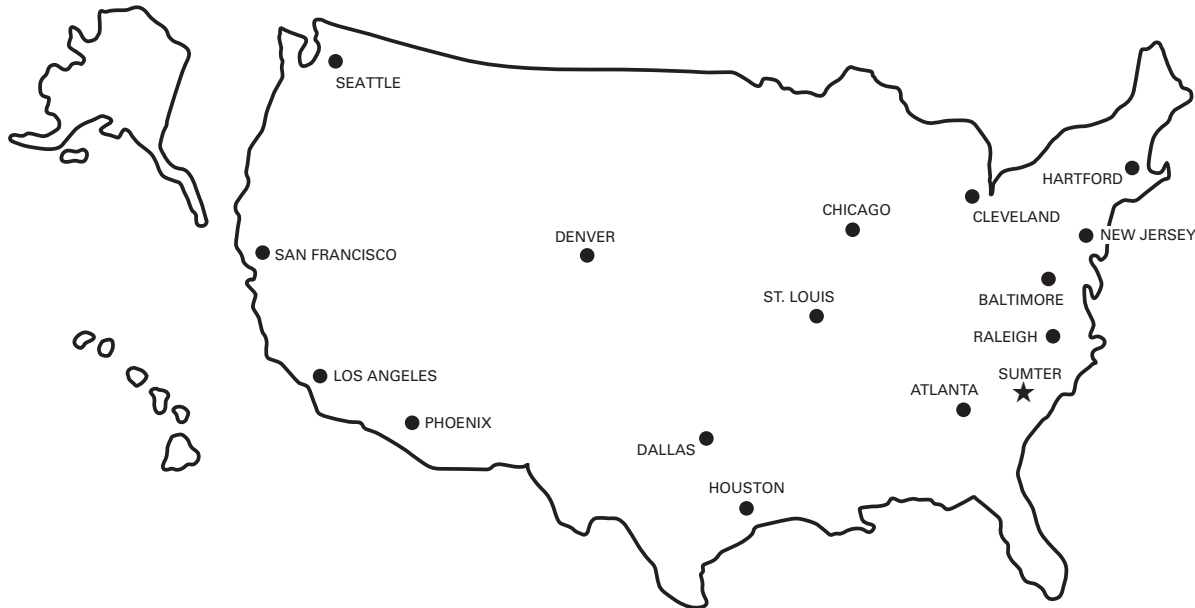 SEATTLE
HARTFORD
CHICAGO
CLEVELAND
NEW JERSEY
DENVER
SAN FRANCISCO
ST. LOUIS
BALTIMORE
RALEIGH
SUMTER
LOS ANGELES
ATLANTA
PHOENIX
DALLAS
HOUSTON